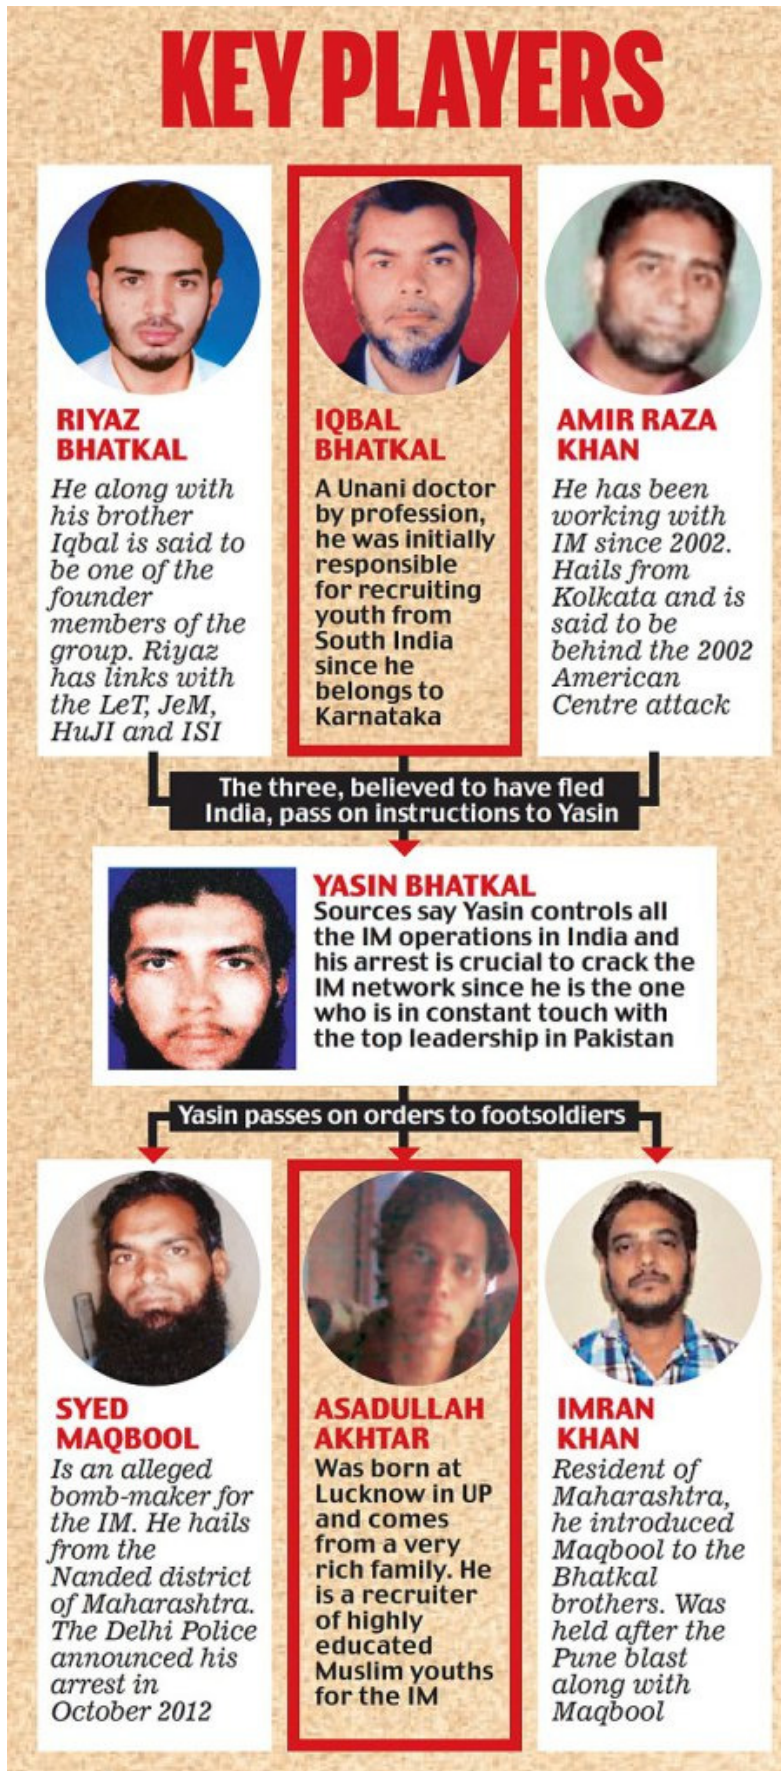 KEY PLAYERS
RIYAZ
BHATKAL
He along with
his brother
Iqbal is said to
be one of the
founder
members of the
group. Riyaz
has links with
the LeT, JeM,
HuJI and ISI
IQBAL
BHATKAL
A Unani doctor
by profession,
he was initially
responsible
for recruiting
youth from
South India
since he
belongs to
Karnataka
AMIR RAZA
KHAN
He has been
working with
IM since 2002.
Hails from
Kolkata and is
said to be
behind the 2002
American
Centre attack
The three, believed to have fled
India, pass on instructions to Yasin
YASIN BHATKAL
Sources say Yasin controls all
the IM operations in India and
his arrest is crucial to crack the
IM network since he is the one
who is in constant touch with
the top leadership in Pakistan
Yasin passes on orders to footsoldiers
SYED
MAQBOOL
Is an alleged
bomb-maker for
the IM. He hails
from the
Nanded district
of Maharashtra.
The Delhi Police
announced his
arrest in
October 2012
ASADULLAH
AKHTAR
Was born at
Lucknow in UP
and comes
from a very
rich family. He
is a recruiter
of highly
educated
Muslim youths
for the IM
IMRAN
KHAN
Resident of
Maharashtra,
he introduced
Maqbool to the
Bhatkal
brothers. Was
held after the
Pune blast
along with
Maqbool